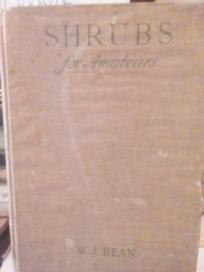 SHRUBS
for Amateurs
W. J. BEAN